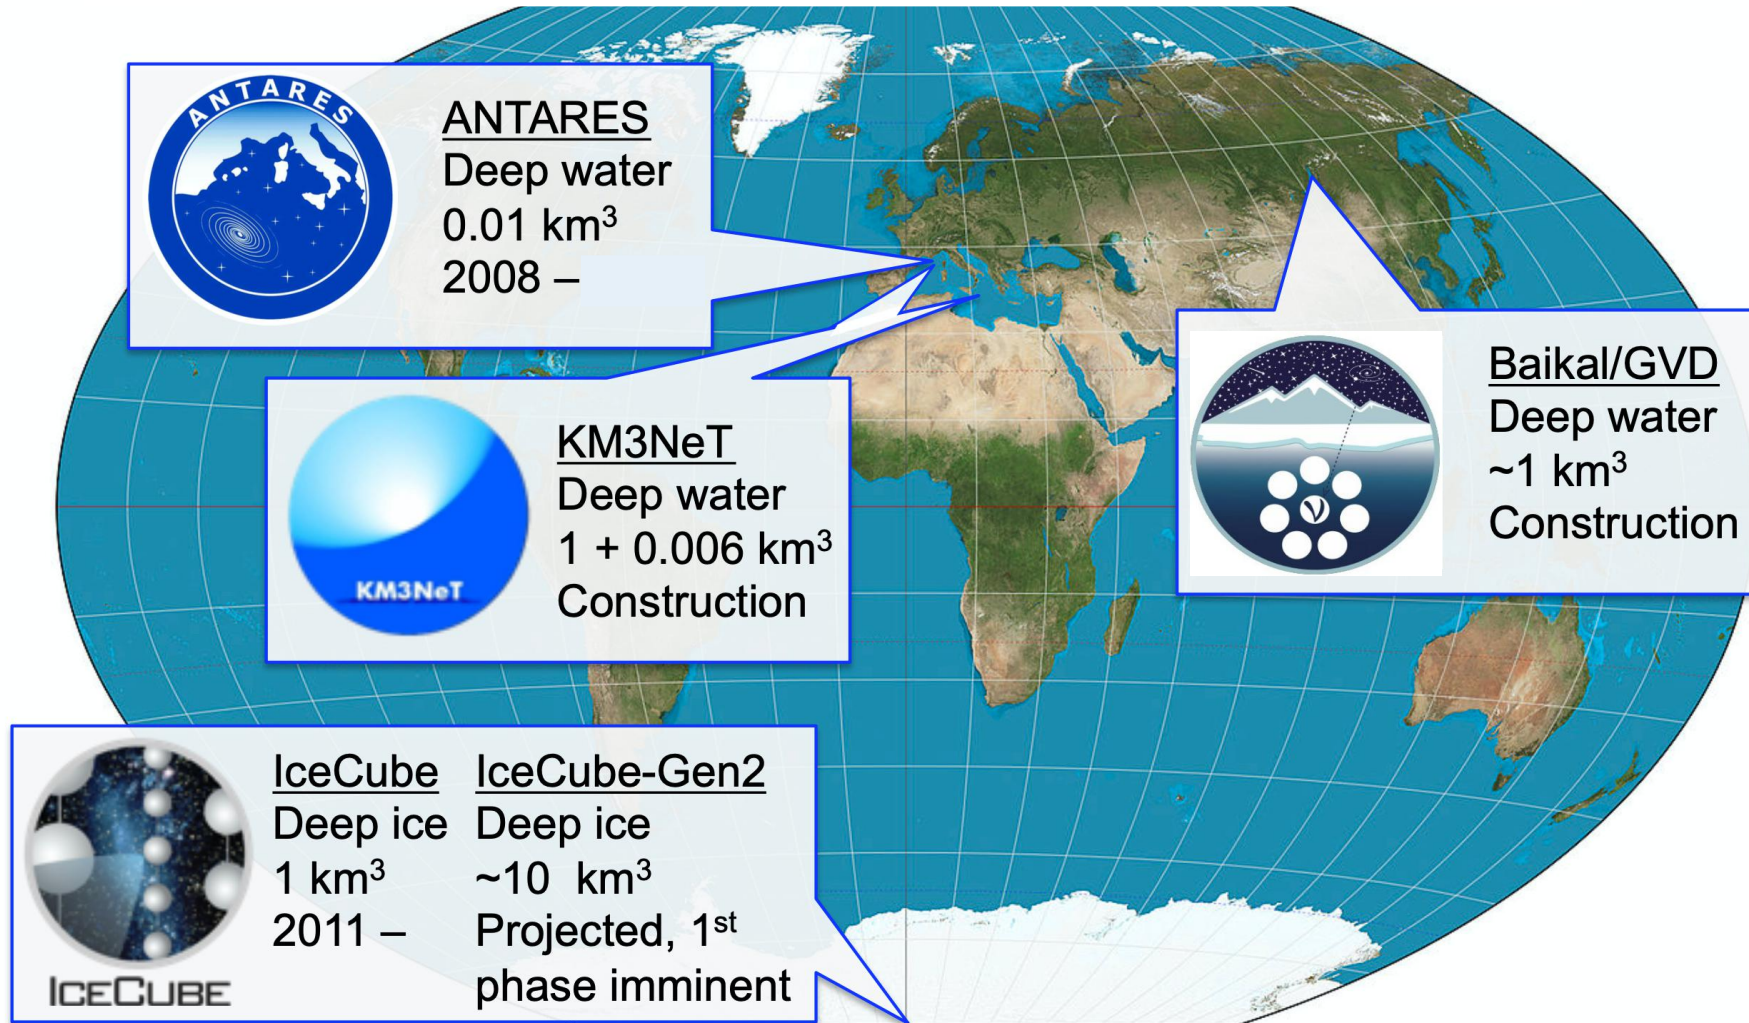 ANTARES
ANTARES
Deep water
0.01 km³
2008 –
KM3NeT
KM3NeT
Deep water
1 + 0.006 km³
Construction
Baikal/GVD
Deep water
~1 km³
Construction
ICECUBE
IceCube
Deep ice
1 km³
2011 –
IceCube-Gen2
Deep ice
~10 km³
Projected, 1ˢᵗ
phase imminent